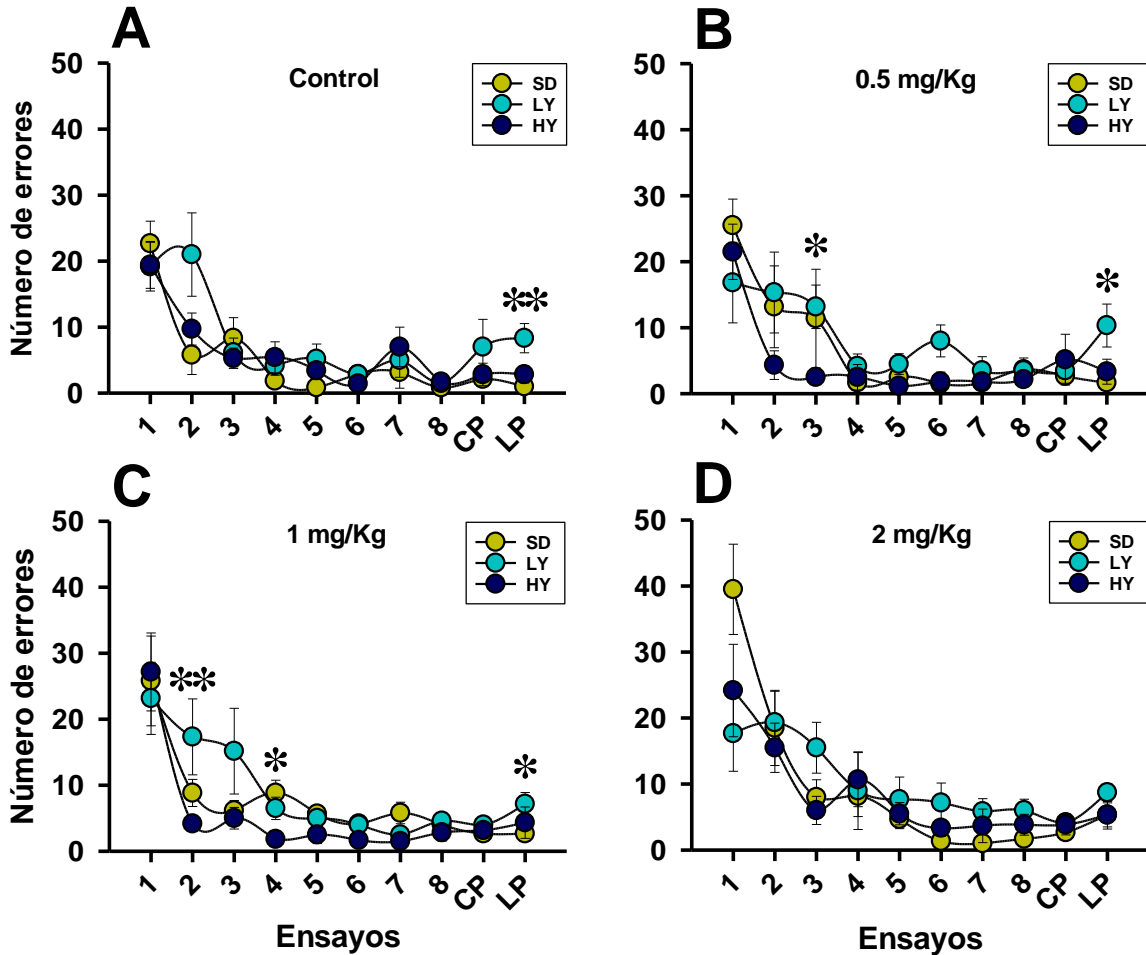 A
Control
Número de errores
50
40
30
20
10
0
SD
LY
HY
**
1 2 3 4 5 6 7 8 CP LP
B
0.5 mg/Kg
50
40
30
20
10
0
SD
LY
HY
*
*
1 2 3 4 5 6 7 8 CP LP
C
1 mg/Kg
Número de errores
50
40
30
20
10
0
SD
LY
HY
**
*
*
1 2 3 4 5 6 7 8 CP LP
Ensayos
D
2 mg/Kg
50
40
30
20
10
0
SD
LY
HY
1 2 3 4 5 6 7 8 CP LP
Ensayos